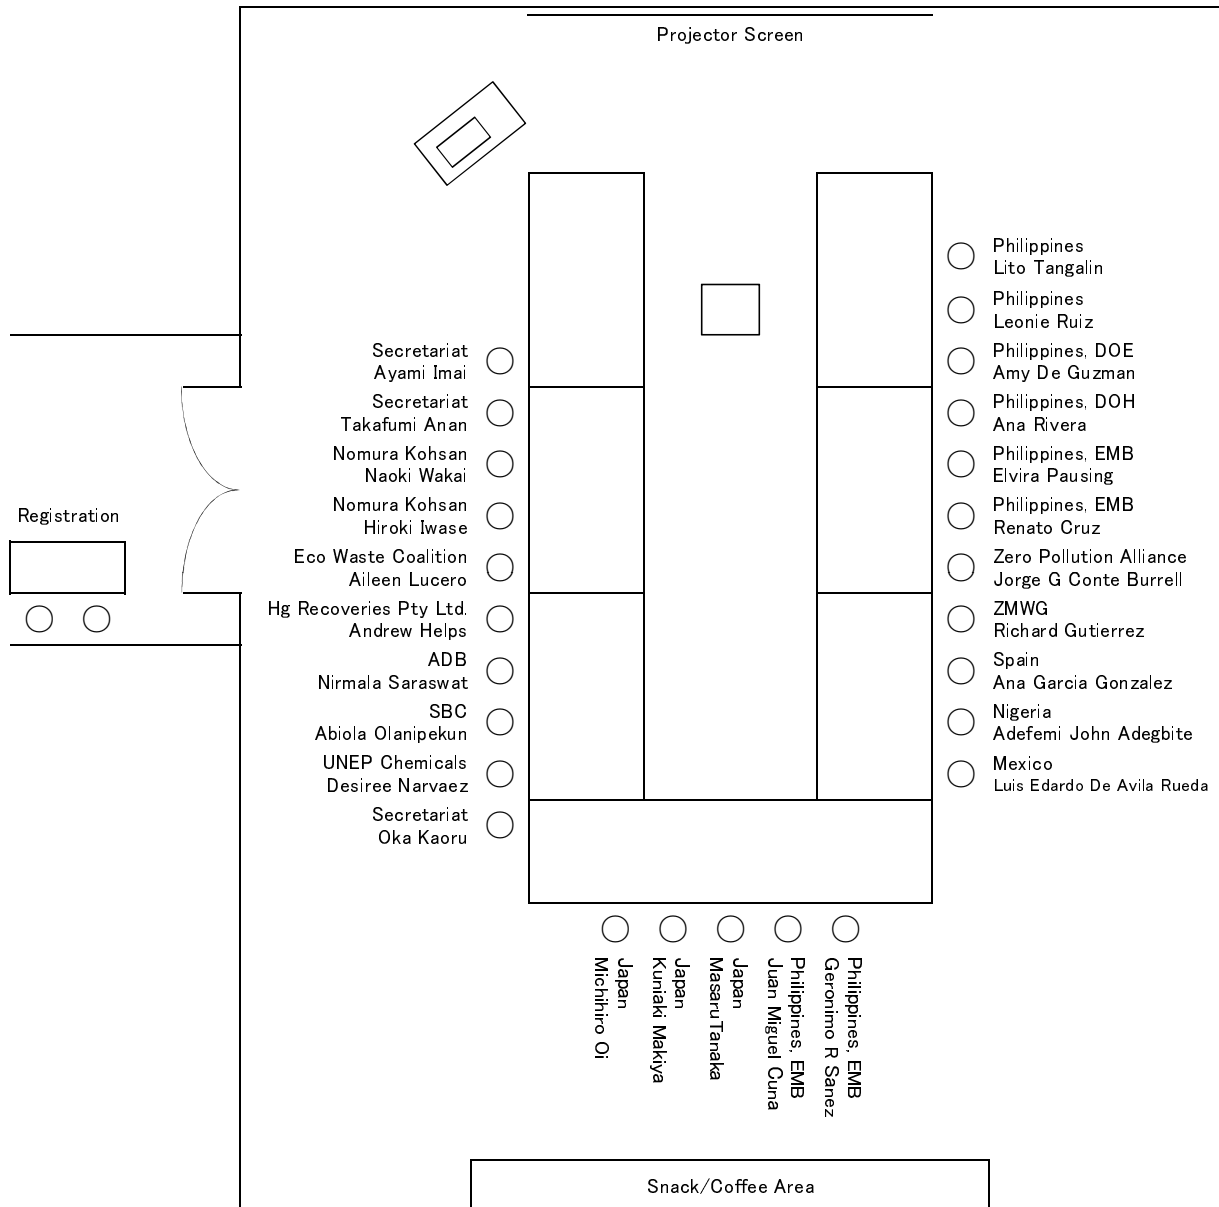 Projector Screen
Philippines
Lito Tangalin
Philippines
Leonie Ruiz
Secretariat
Ayami Imai
Philippines, DOE
Amy De Guzman
Secretariat
Takafumi Anan
Philippines, DOH
Ana Rivera
Nomura Kohsan
Naoki Wakai
Philippines, EMB
Elvira Pausing
Registration
Nomura Kohsan
Hiroki Iwase
Philippines, EMB
Renato Cruz
Eco Waste Coalition
Aileen Lucero
Zero Pollution Alliance
Jorge G Conte Burrell
Hg Recoveries Pty Ltd.
Andrew Helps
ZMWG
Richard Gutierrez
ADB
Nirmala Saraswat
Spain
Ana Garcia Gonzalez
SBC
Abiola Olanipekun
Nigeria
Adefemi John Adegbite
UNEP Chemicals
Desiree Narvaez
Mexico
Luis Edardo De Avila Rueda
Secretariat
Oka Kaoru
Japan
Michihiro Oi
Japan
Kuniaki Makiya
Japan
MasaruTanaka
Philippines, EMB
Juan Miguel Cuna
Philippines, EMB
Geronimo R Sanez
Snack/Coffee Area